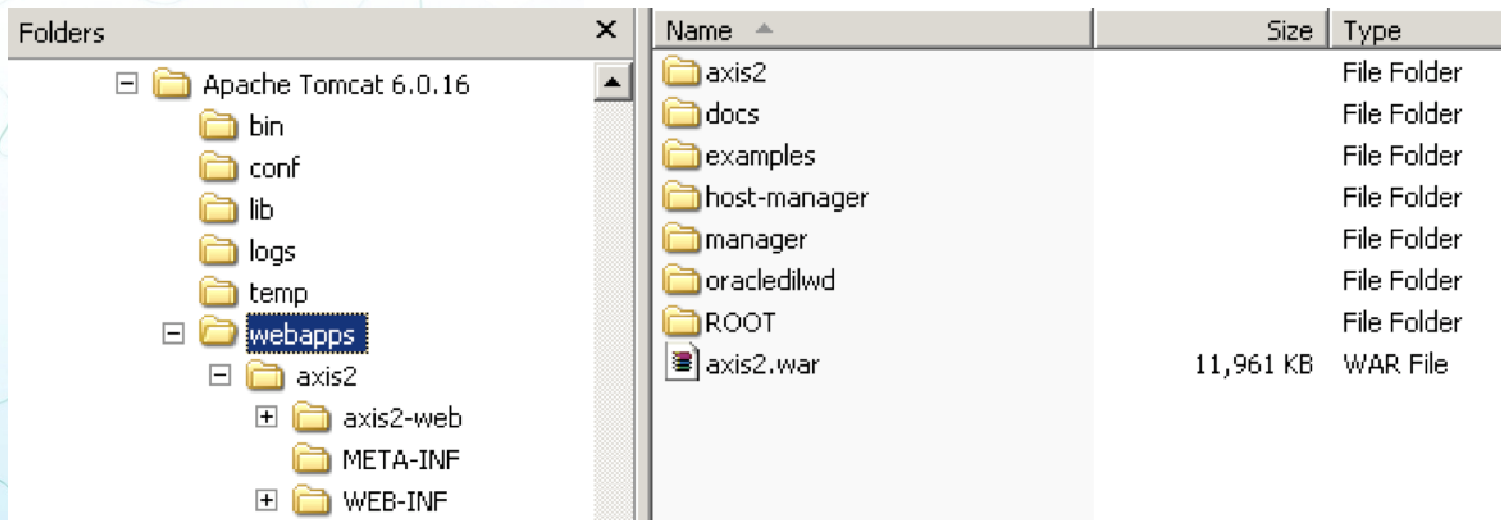 Folders
Apache Tomcat 6.0.16
bin
conf
lib
logs
temp
webapps
axis2
axis2-web
META-INF
WEB-INF
Name Size Type
axis2 File Folder
docs File Folder
examples File Folder
host-manager File Folder
manager File Folder
oracledilwd File Folder
ROOT File Folder
axis2.war 11,961 KB WAR File